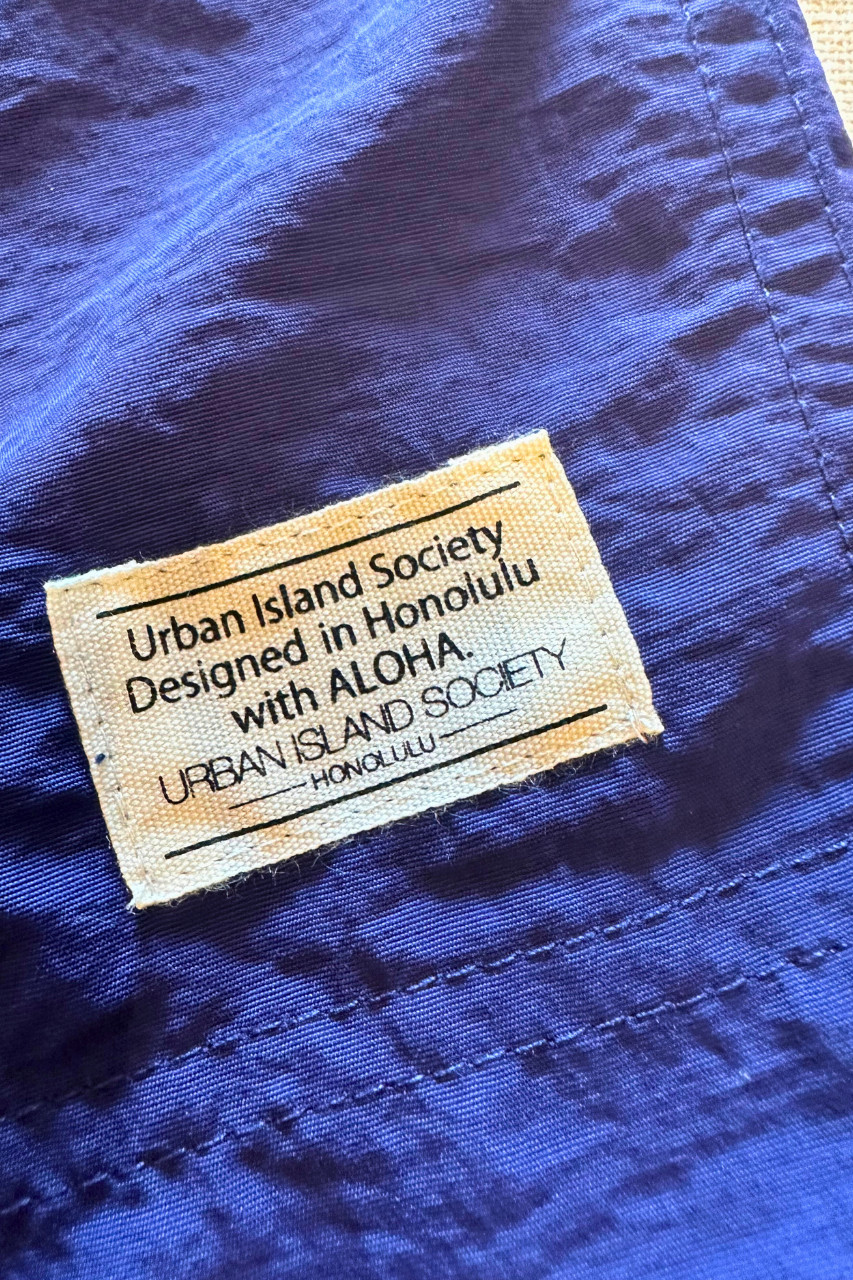 Urban Island Society
Designed in Honolulu
with ALOHA.
URBAN ISLAND SOCIETY
HONOLULU